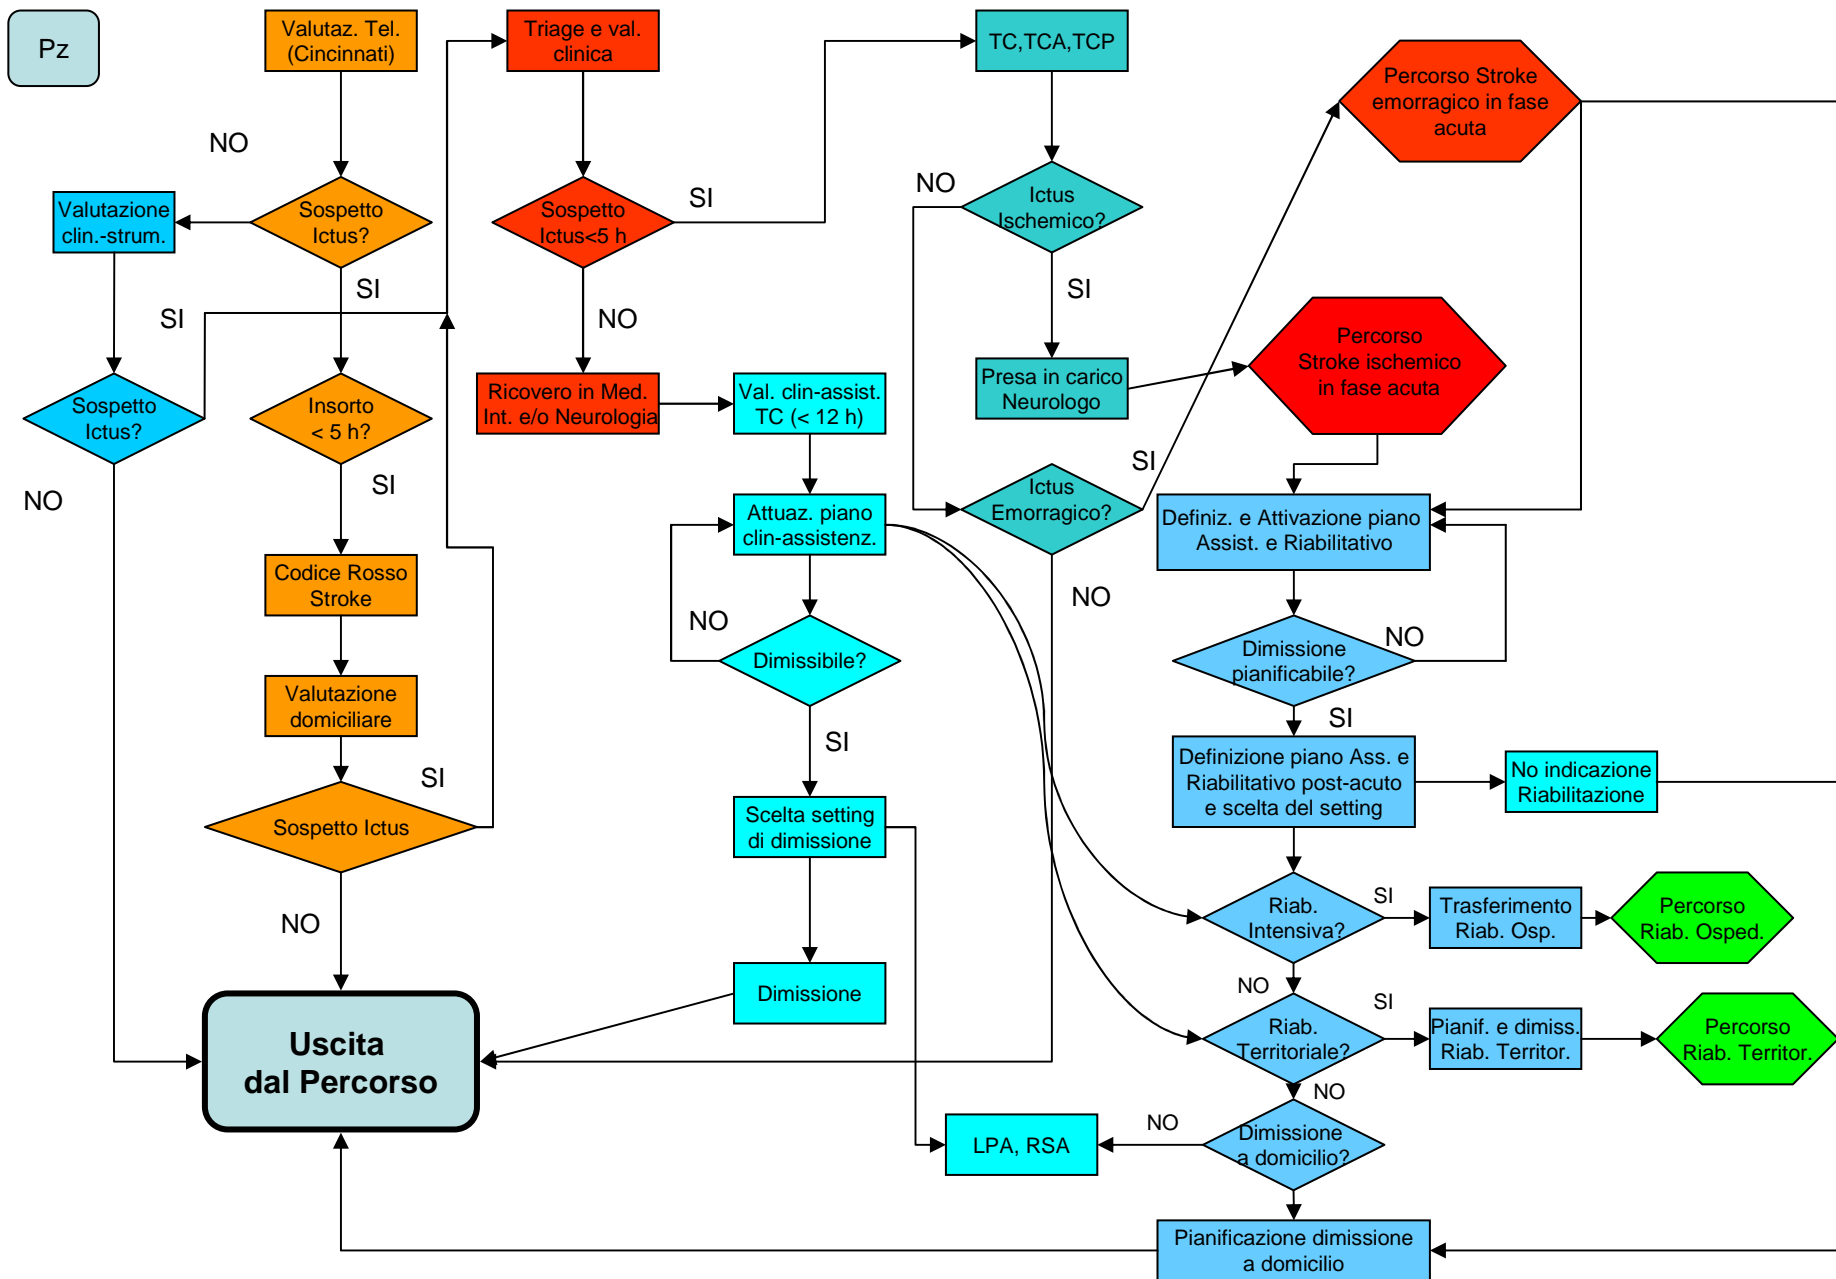 Pz
Valutaz. Tel.
(Cincinnati)
Triage e val.
clinica
TC,TCA,TCP
Percorso Stroke
emorragico in fase
acuta
NO
Valutazione
clin.-strum.
Sospetto
Ictus?
Sospetto
Ictus<5 h
SI
NO
Ictus
Ischemico?
SI
SI
NO
SI
Percorso
Stroke ischemico
in fase acuta
Sospetto
Ictus?
Insorto
< 5 h?
Ricovero in Med.
Int. e/o Neurologia
Val. clin-assist.
TC (< 12 h)
Presa in carico
Neurologo
NO
SI
SI
Attuaz. piano
clin-assistenz.
Ictus
Emorragico?
Definiz. e Attivazione piano
Assist. e Riabilitativo
Codice Rosso
Stroke
NO
NO
Dimissibile?
Dimissione
pianificabile?
NO
Valutazione
domiciliare
SI
SI
SI
Definizione piano Ass. e
Riabilitativo post-acuto
e scelta del setting
No indicazione
Riabilitazione
Sospetto Ictus
Scelta setting
di dimissione
NO
Riab.
Intensiva?
SI
Trasferimento
Riab. Osp.
Percorso
Riab. Osped.
Dimissione
NO
SI
Uscita
dal Percorso
Riab.
Territoriale?
Pianif. e dimiss.
Riab. Territor.
Percorso
Riab. Territor.
NO
LPA, RSA
NO
Dimissione
a domicilio?
Pianificazione dimissione
a domicilio